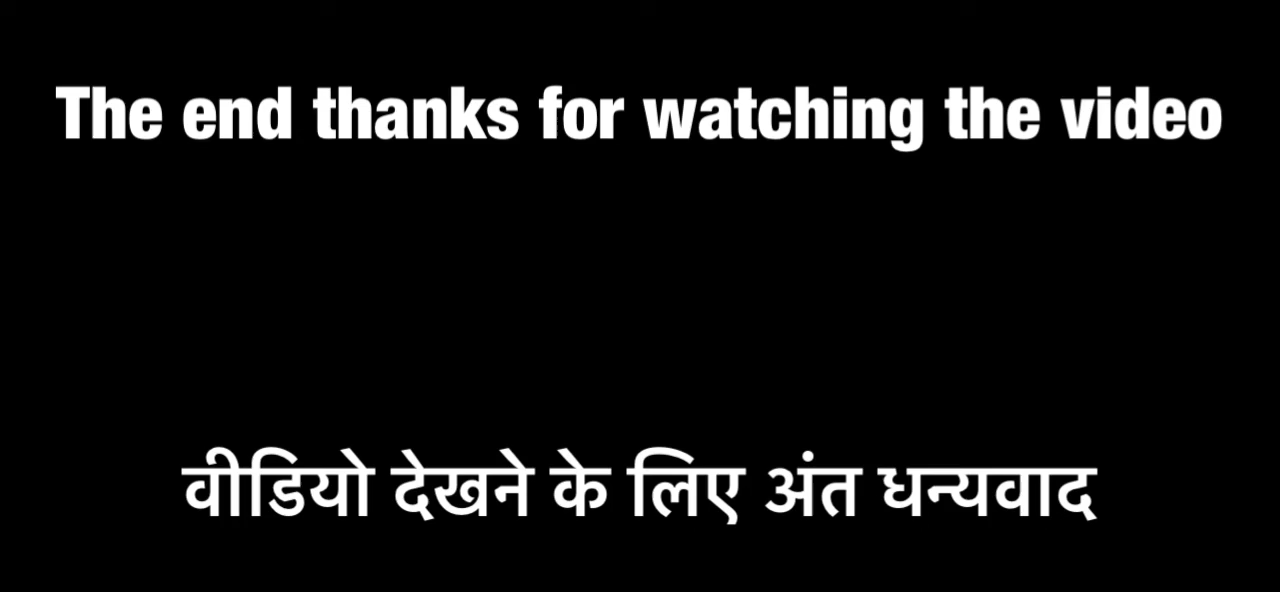 The end thanks for watching the video
वीडियो देखने के लिए अंत धन्यवाद